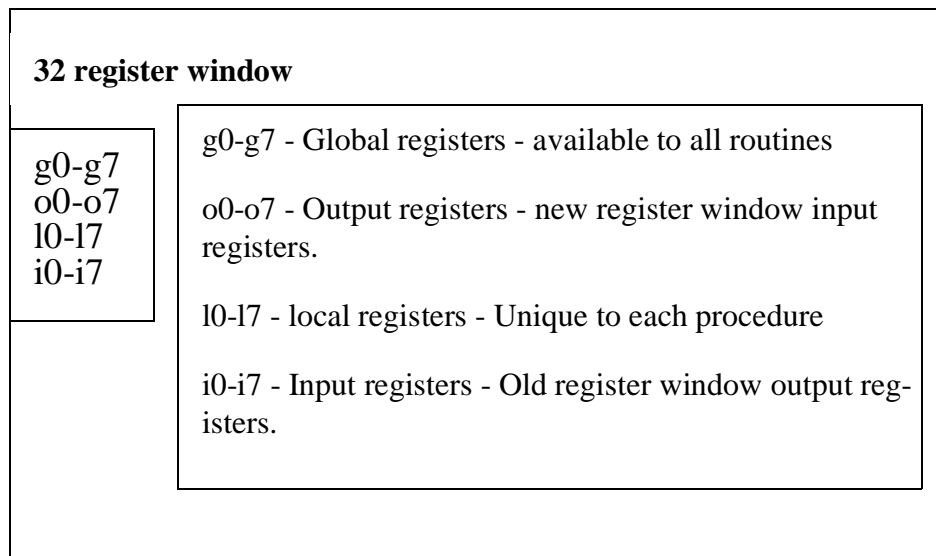 32 register window
g0-g7
o0-o7
l0-l7
i0-i7
g0-g7 - Global registers - available to all routines
o0-o7 - Output registers - new register window input
registers.
l0-l7 - local registers - Unique to each procedure
i0-i7 - Input registers - Old register window output reg-
isters.